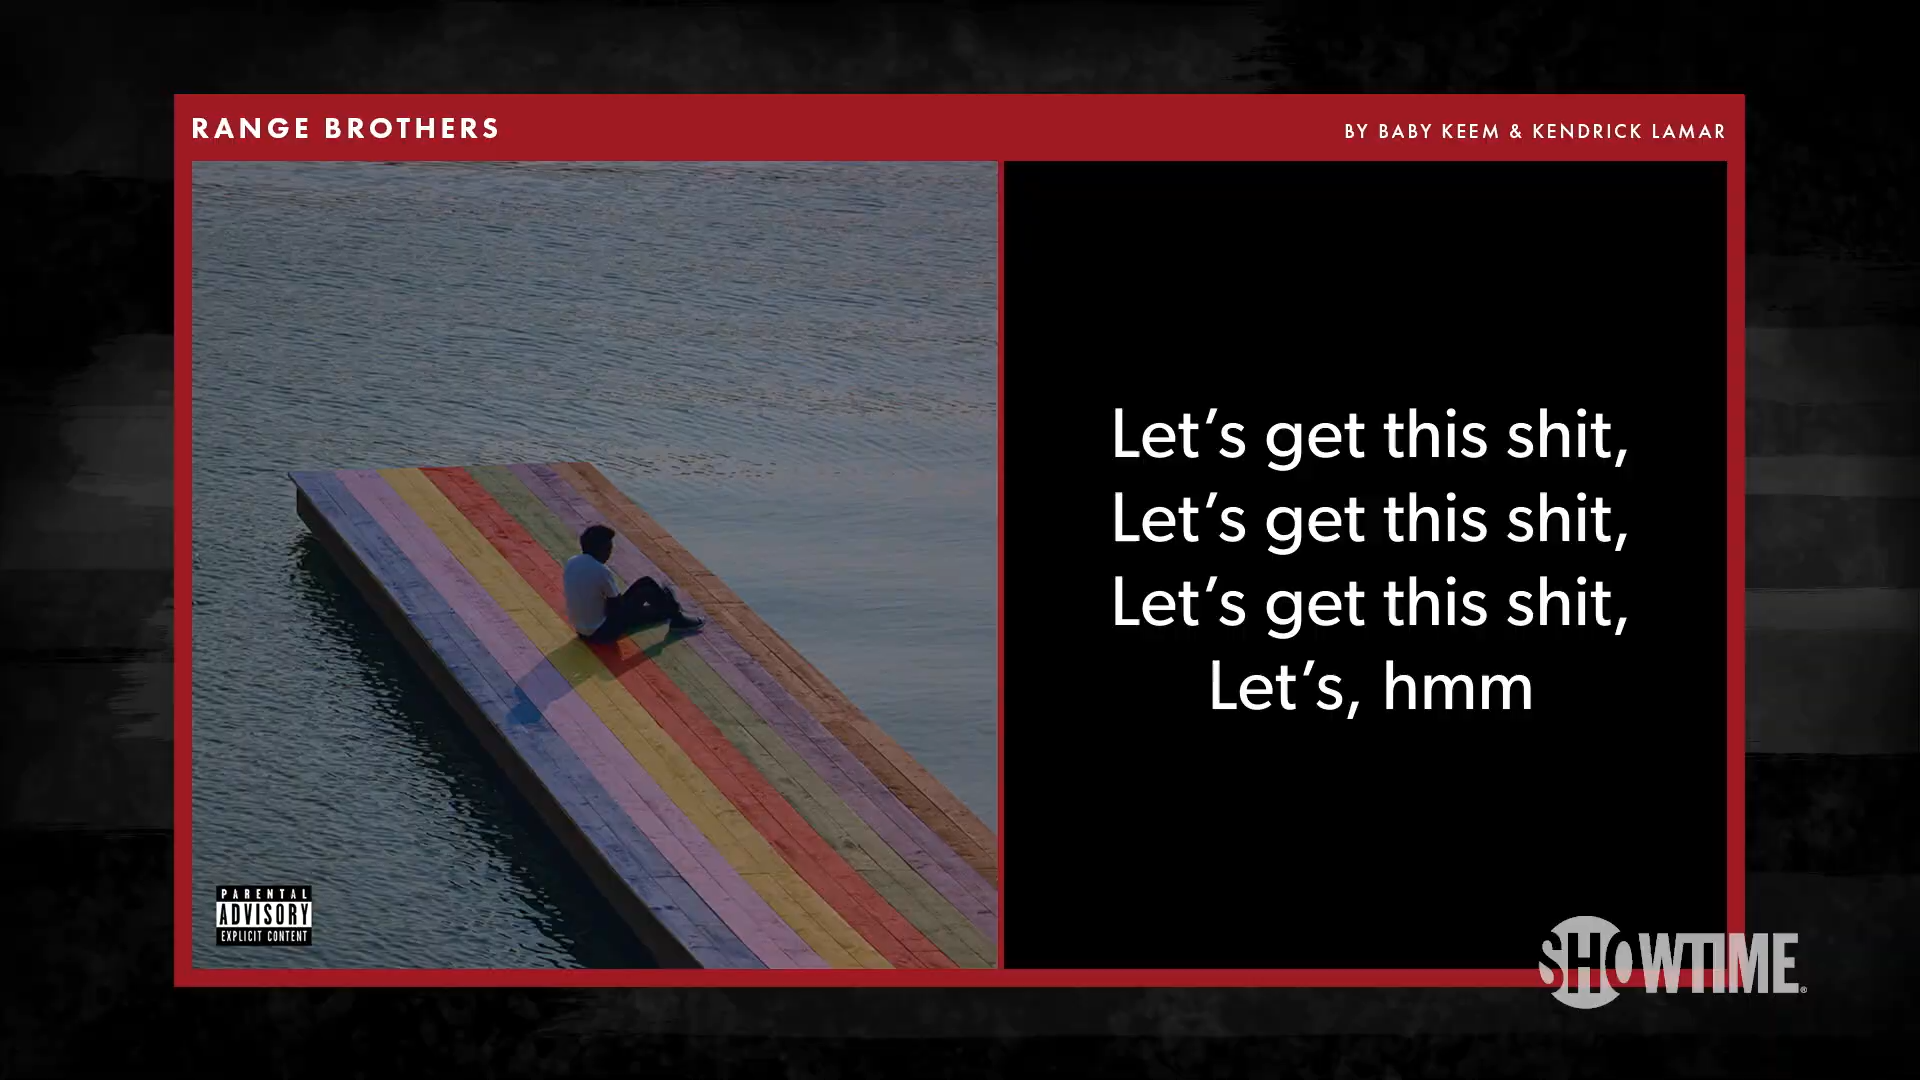 RANGE BROTHERS
BY BABY KEEM & KENDRICK LAMAR
Let’s get this shit,
Let’s get this shit,
Let’s get this shit,
Let’s, hmm
PARENTAL
ADVISORY
EXPLICIT CONTENT
SHOWTIME®